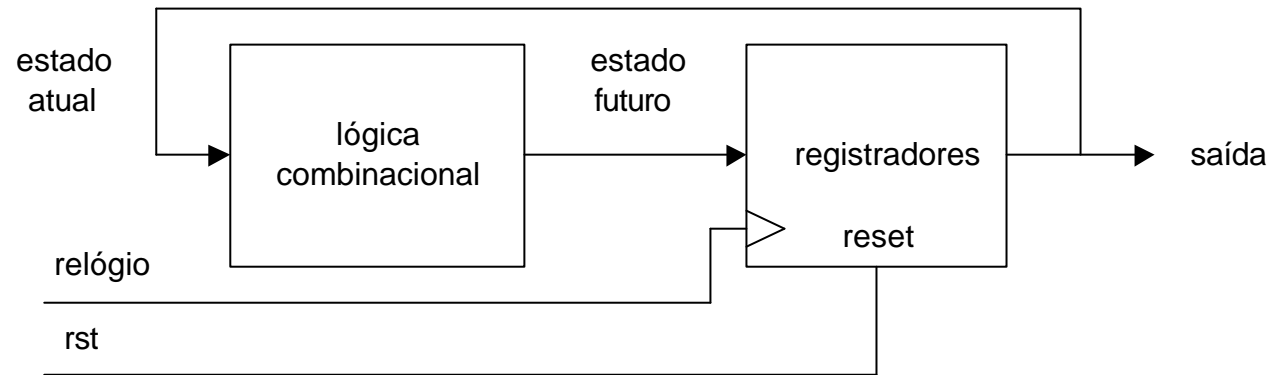 estado
atual
lógica
combinacional
estado
futuro
registradores
reset
saída
relógio
rst